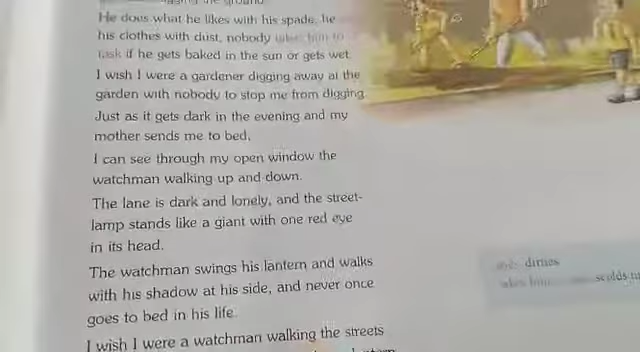 the ground
He does what he likes with his spade, he
his clothes with dust, nobody takes him to
task if he gets baked in the sun or gets wet.
I wish I were a gardener digging away at the
garden with nobody to stop me from digging.
Just as it gets dark in the evening and my
mother sends me to bed,
I can see through my open window the
watchman walking up and down.
The lane is dark and lonely, and the street-
lamp stands like a giant with one red eye
in its head.
The watchman swings his lantern and walks
with his shadow at his side, and never once
goes to bed in his life.
I wish I were a watchman walking the streets
lantern
dirties
scolds